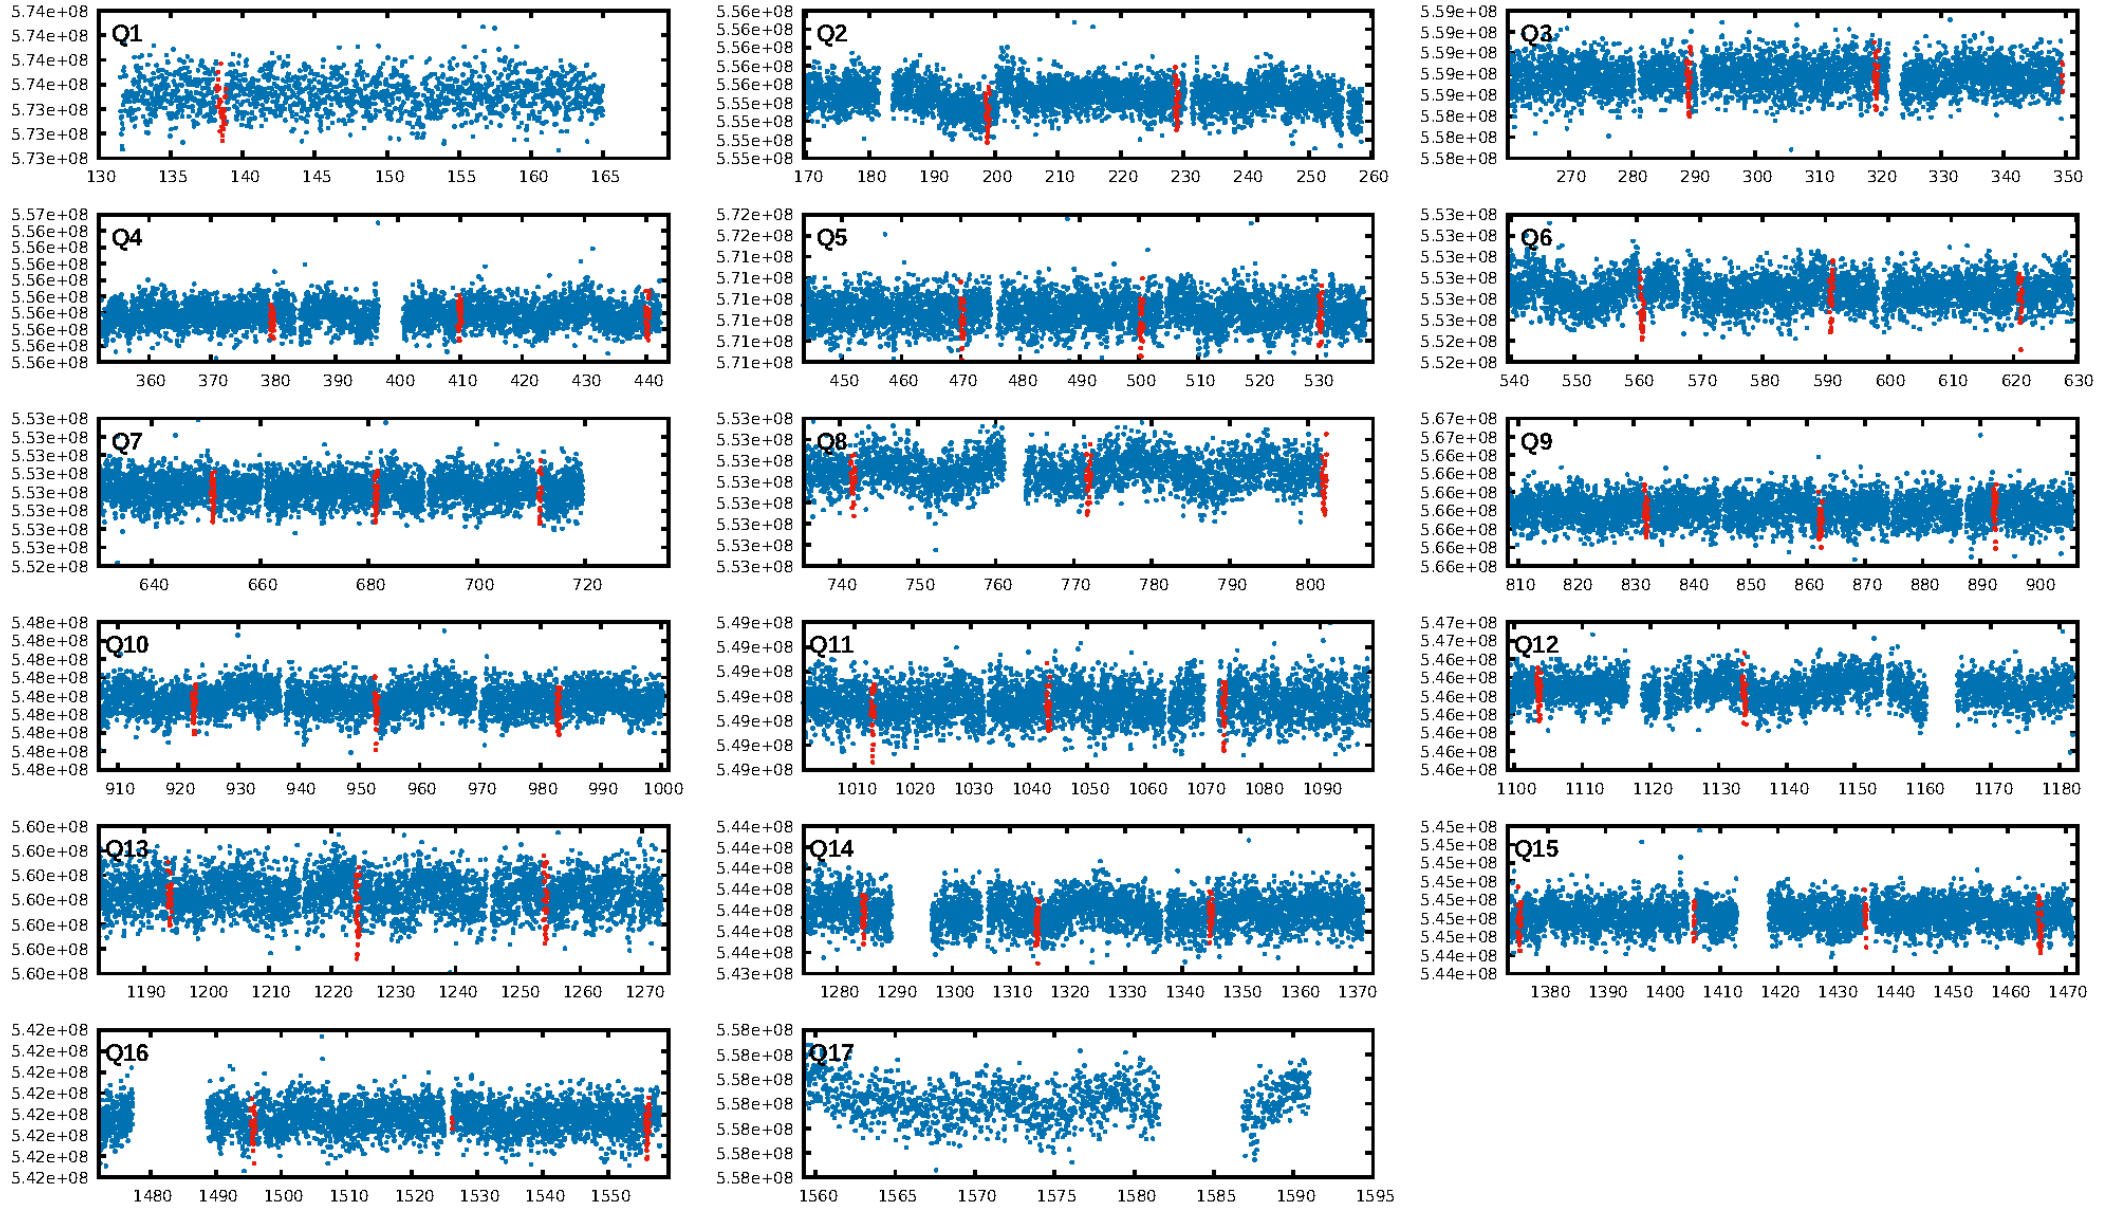 Q1
5.74e+08
5.74e+08
5.74e+08
5.74e+08
5.73e+08
5.73e+08
5.73e+08
130 135 140 145 150 155 160 165
Q2
5.56e+08
5.56e+08
5.56e+08
5.56e+08
5.56e+08
5.55e+08
5.55e+08
5.55e+08
5.55e+08
170 180 190 200 210 220 230 240 250 260
Q3
5.59e+08
5.59e+08
5.59e+08
5.59e+08
5.59e+08
5.58e+08
5.58e+08
5.58e+08
270 280 290 300 310 320 330 340 350
Q4
5.57e+08
5.56e+08
5.56e+08
5.56e+08
5.56e+08
5.56e+08
5.56e+08
5.56e+08
5.56e+08
5.56e+08
360 370 380 390 400 410 420 430 440
Q5
5.72e+08
5.72e+08
5.71e+08
5.71e+08
5.71e+08
5.71e+08
5.71e+08
5.71e+08
450 460 470 480 490 500 510 520 530
Q6
5.53e+08
5.53e+08
5.53e+08
5.53e+08
5.53e+08
5.53e+08
5.52e+08
5.52e+08
540 550 560 570 580 590 600 610 620 630
Q7
5.53e+08
5.53e+08
5.53e+08
5.53e+08
5.53e+08
5.53e+08
5.53e+08
5.53e+08
5.52e+08
640 660 680 700 720
Q8
5.53e+08
5.53e+08
5.53e+08
5.53e+08
5.53e+08
5.53e+08
5.53e+08
5.53e+08
740 750 760 770 780 790 800
Q9
5.67e+08
5.67e+08
5.66e+08
5.66e+08
5.66e+08
5.66e+08
5.66e+08
5.66e+08
5.66e+08
810 820 830 840 850 860 870 880 890 900
Q10
5.48e+08
5.48e+08
5.48e+08
5.48e+08
5.48e+08
5.48e+08
5.48e+08
5.48e+08
5.48e+08
910 920 930 940 950 960 970 980 990 1000
Q11
5.49e+08
5.49e+08
5.49e+08
5.49e+08
5.49e+08
5.49e+08
5.49e+08
1010 1020 1030 1040 1050 1060 1070 1080 1090
Q12
5.47e+08
5.47e+08
5.46e+08
5.46e+08
5.46e+08
5.46e+08
5.46e+08
5.46e+08
5.46e+08
1100 1110 1120 1130 1140 1150 1160 1170 1180
Q13
5.60e+08
5.60e+08
5.60e+08
5.60e+08
5.60e+08
5.60e+08
5.60e+08
1190 1200 1210 1220 1230 1240 1250 1260 1270
Q14
5.44e+08
5.44e+08
5.44e+08
5.44e+08
5.44e+08
5.44e+08
5.44e+08
5.43e+08
1280 1290 1300 1310 1320 1330 1340 1350 1360 1370
Q15
5.45e+08
5.45e+08
5.45e+08
5.45e+08
5.45e+08
5.45e+08
5.45e+08
5.44e+08
5.44e+08
1380 1390 1400 1410 1420 1430 1440 1450 1460 1470
Q16
5.42e+08
5.42e+08
5.42e+08
5.42e+08
5.42e+08
5.42e+08
5.42e+08
5.42e+08
1480 1490 1500 1510 1520 1530 1540 1550
Q17
5.58e+08
5.58e+08
5.58e+08
5.58e+08
5.58e+08
5.58e+08
5.58e+08
1560 1565 1570 1575 1580 1585 1590 1595